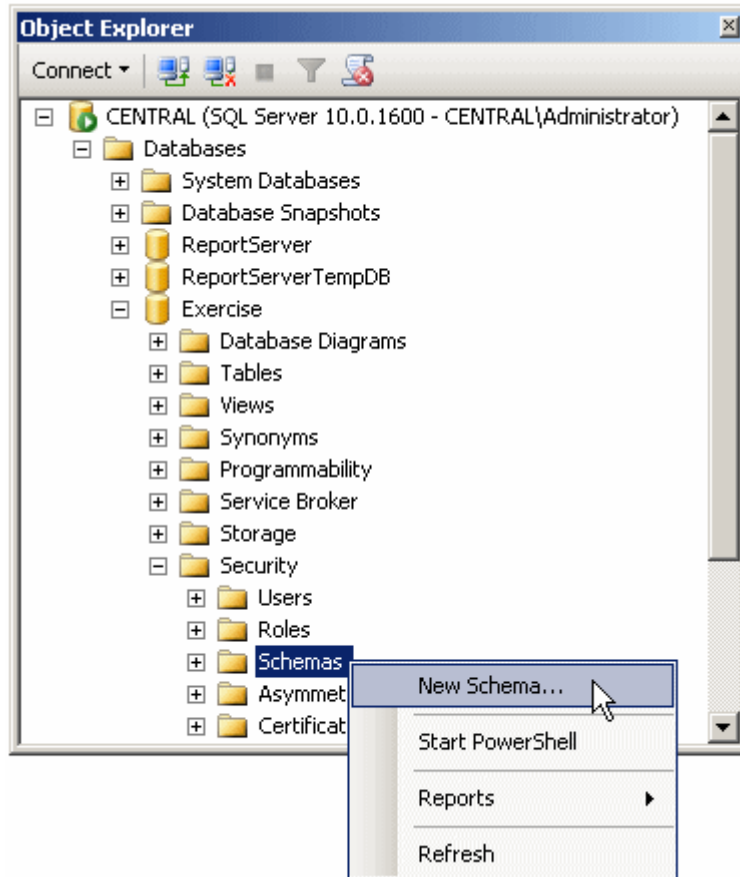 Object Explorer
Connect
CENTRAL (SQL Server 10.0.1600 - CENTRAL\Administrator)
Databases
System Databases
Database Snapshots
ReportServer
ReportServerTempDB
Exercise
Database Diagrams
Tables
Views
Synonyms
Programmability
Service Broker
Storage
Security
Users
Roles
Schemas
New Schema...
Asymmet
Certificat
Start PowerShell
Reports
Refresh